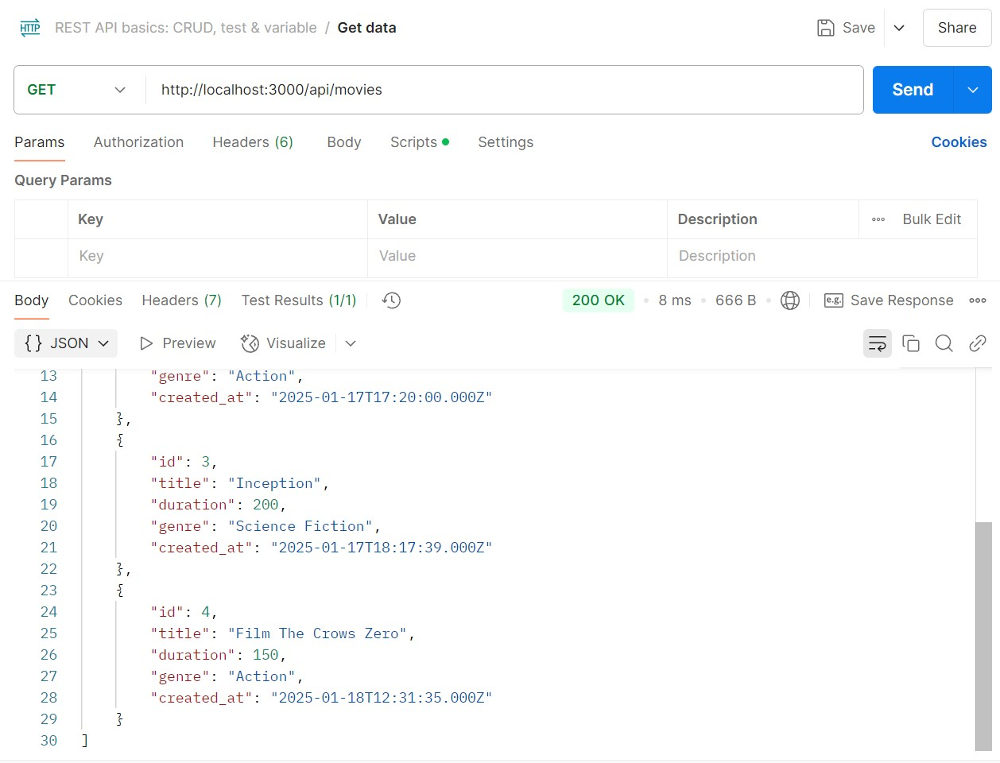 HTTP REST API basics: CRUD, test & variable / Get data Save Share
GET http://localhost:3000/api/movies Send
Params Authorization Headers (6) Body Scripts Settings Cookies
Query Params
Key Value Description Bulk Edit
Key Value Description
Body Cookies Headers (7) Test Results (1/1) 200 OK 8 ms 666 B e.g. Save Response
{} JSON Preview Visualize
13 "genre": "Action",
14 "created_at": "2025-01-17T17:20:00.000Z"
15 },
16 {
17 "id": 3,
18 "title": "Inception",
19 "duration": 200,
20 "genre": "Science Fiction",
21 "created_at": "2025-01-17T18:17:39.000Z"
22 },
23 {
24 "id": 4,
25 "title": "Film The Crows Zero",
26 "duration": 150,
27 "genre": "Action",
28 "created_at": "2025-01-18T12:31:35.000Z"
29 }
30 ]